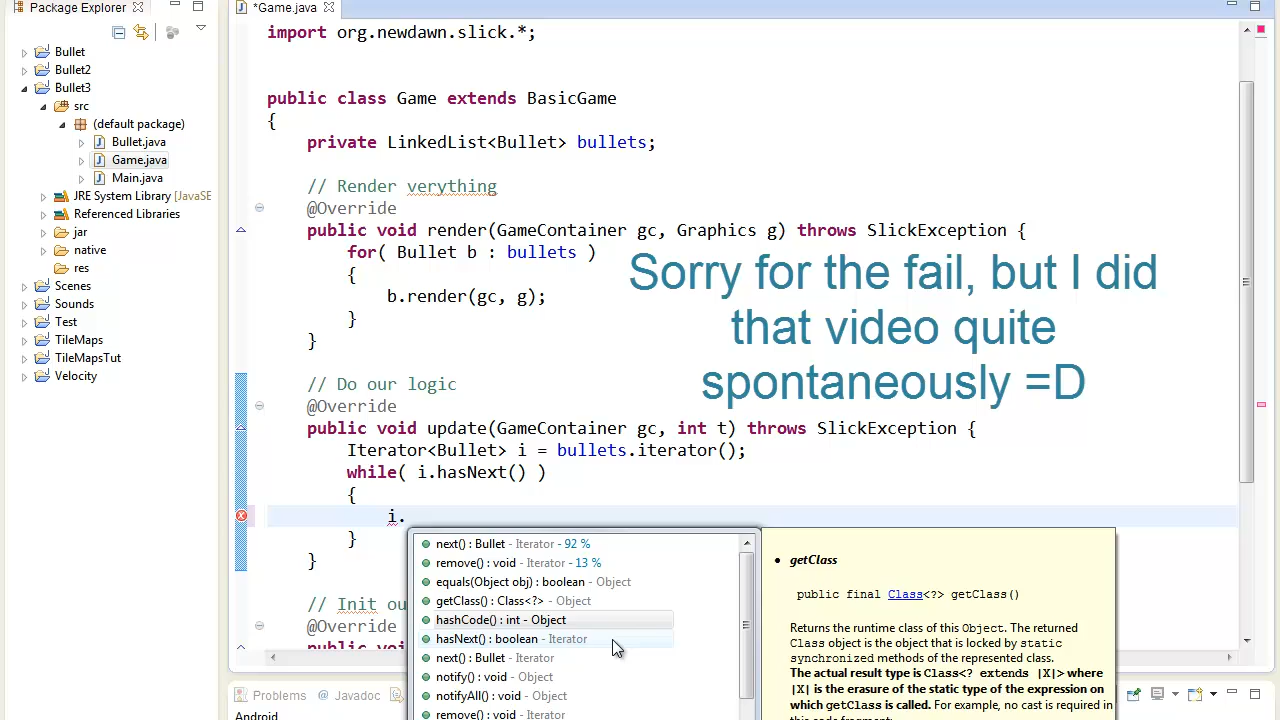 Package Explorer
*Game.java
Bullet
Bullet2
Bullet3
src
(default package)
Bullet.java
Game.java
Main.java
JRE System Library [JavaSE
Referenced Libraries
jar
native
res
Scenes
Sounds
Test
TileMaps
TileMapsTut
Velocity
import org.newdawn.slick.*;
public class Game extends BasicGame
{
private LinkedList<Bullet> bullets;
// Render verything
@Override
public void render(GameContainer gc, Graphics g) throws SlickException {
for( Bullet b : bullets )
{
b.render(gc, g);
}
}
// Do our logic
@Override
public void update(GameContainer gc, int t) throws SlickException {
Iterator<Bullet> i = bullets.iterator();
while( i.hasNext() )
{
i.
}
}
// Init ou
@Override
public vo
Sorry for the fail, but I did
that video quite
spontaneously =D
next() : Bullet - Iterator - 92 %
remove() : void - Iterator - 13 %
equals(Object obj) : boolean - Object
getClass() : Class<?> - Object
hashCode() : int - Object
hasNext() : boolean - Iterator
next() : Bullet - Iterator
notify() : void - Object
notifyAll() : void - Object
remove() : void - Iterator
getClass
public final Class<?> getClass()
Returns the runtime class of this Object. The returned
Class object is the object that is locked by static
synchronized methods of the represented class.
The actual result type is Class<? extends |X|> where
|X| is the erasure of the static type of the expression on
which getClass is called. For example, no cast is required in
this code fragment:
Problems
@ Javadoc
Android